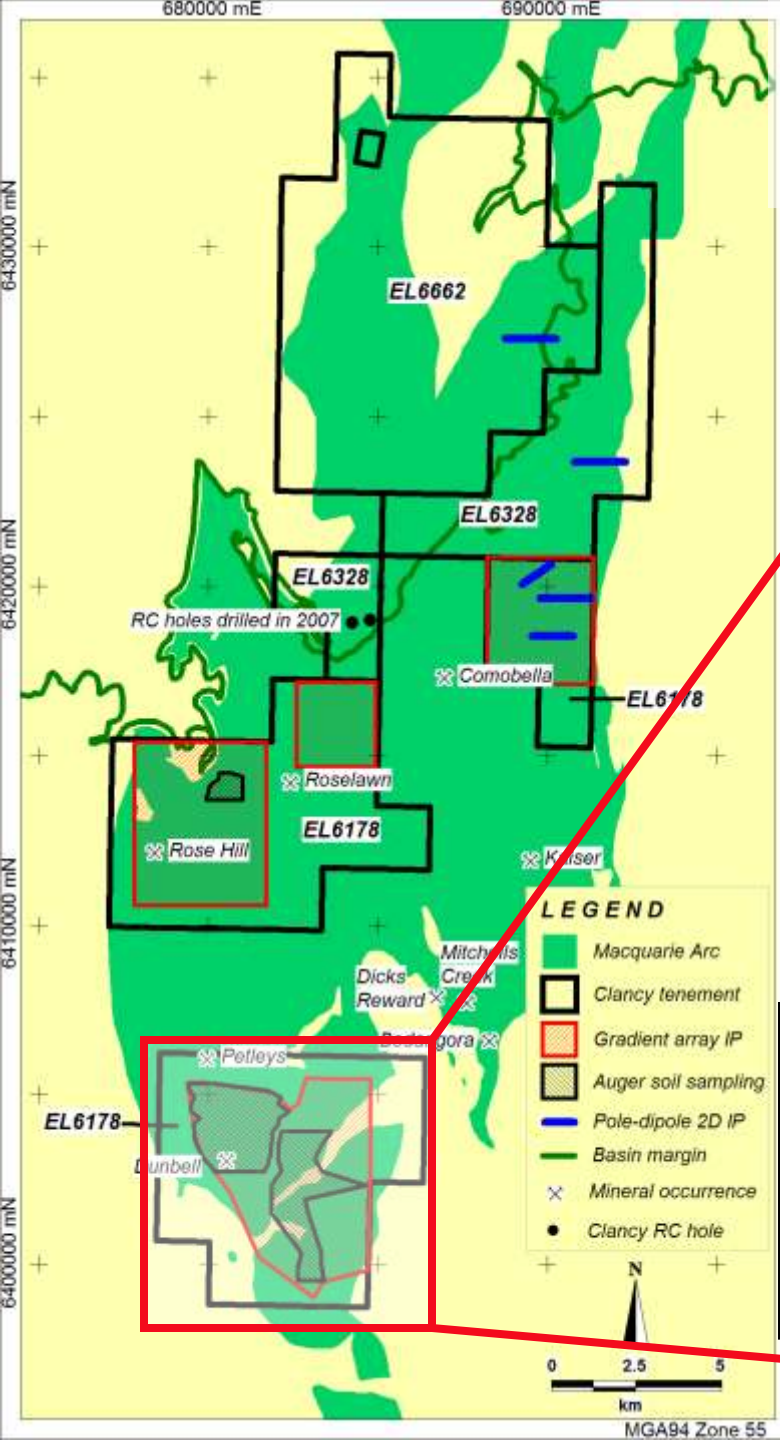 680000 mE
690000 mE
6430000 mN
EL6662
EL6328
6420000 mN
EL6328
RC holes drilled in 2007
Comobella
EL6178
Roselawn
EL6178
Rose Hill
Kaiser
6410000 mN
LEGEND
Macquarie Arc
Clancy tenement
Gradient array IP
Auger soil sampling
Pole-dipole 2D IP
Basin margin
Mineral occurrence
Clancy RC hole
Mitchells
Creek
Dicks
Reward
Bodangora
Petleys
EL6178
Dunbell
6400000 mN
N
0 2.5 5
km
MGA94 Zone 55